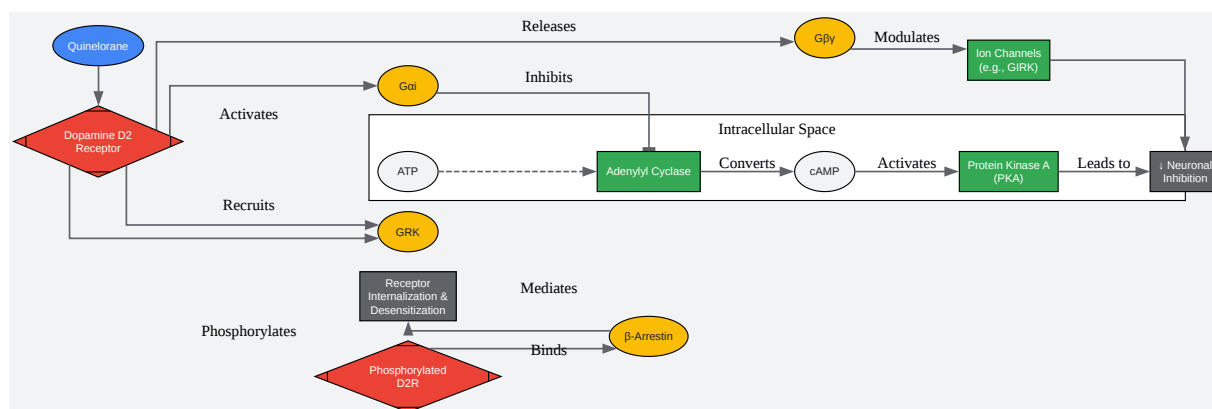 Releases
Quinelorane
Gβγ
Modulates
Ion Channels
(e.g., GIRK)
Inhibits
Gαi
Activates
Dopamine D2
Receptor
Intracellular Space
ATP
Adenylyl Cyclase
Converts
cAMP
Activates
Protein Kinase A
(PKA)
Leads to
↓ Neuronal
Inhibition
Recruits
GRK
Receptor
Internalization &
Desensitization
Mediates
Phosphorylates
β-Arrestin
Binds
Phosphorylated
D2R